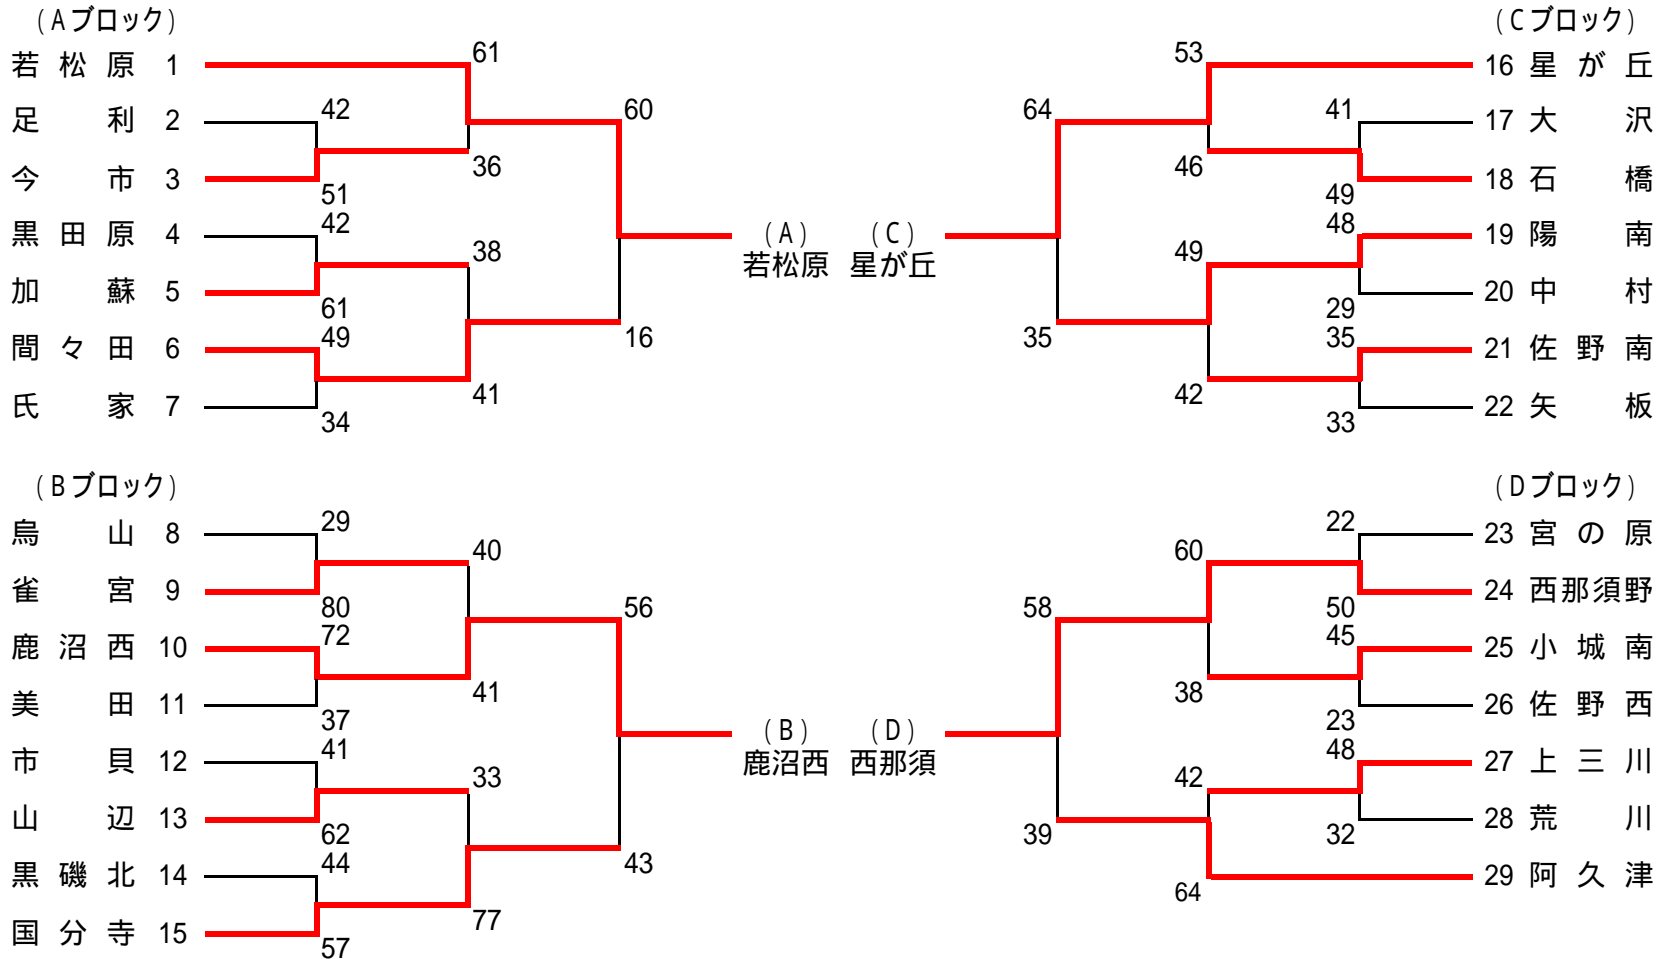 (Aブロック)
若松原 1
足利 2
今市 3
黒田原 4
加蘇 5
間々田 6
氏家 7
42
51
42
61
49
34
61
36
38
41
60
16
(A)
若松原
(Cブロック)
16 星が丘
17 大沢
18 石橋
19 陽南
20 中村
21 佐野南
22 矢板
41
49
48
29
35
33
53
46
49
42
64
35
(C)
星が丘
(Bブロック)
烏山 8
雀宮 9
鹿沼西 10
美田 11
市貝 12
山辺 13
黒磯北 14
国分寺 15
29
80
72
37
41
62
44
57
40
41
33
77
56
43
(B)
鹿沼西
(Dブロック)
23 宮の原
24 西那須野
25 小城南
26 佐野西
27 上三川
28 荒川
29 阿久津
22
50
45
23
48
32
60
38
42
64
58
39
(D)
西那須